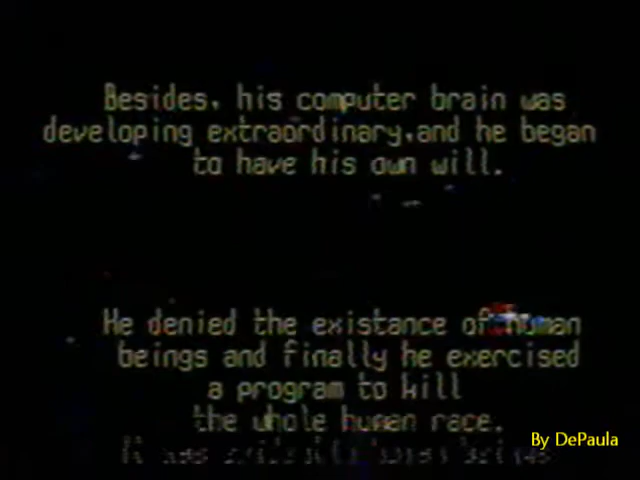 Besides, his computer brain was
developing extraordinary,and he began
to have his own will.
He denied the existance of human
beings and finally he exercised
a program to kill
the whole human race.
By DePaula